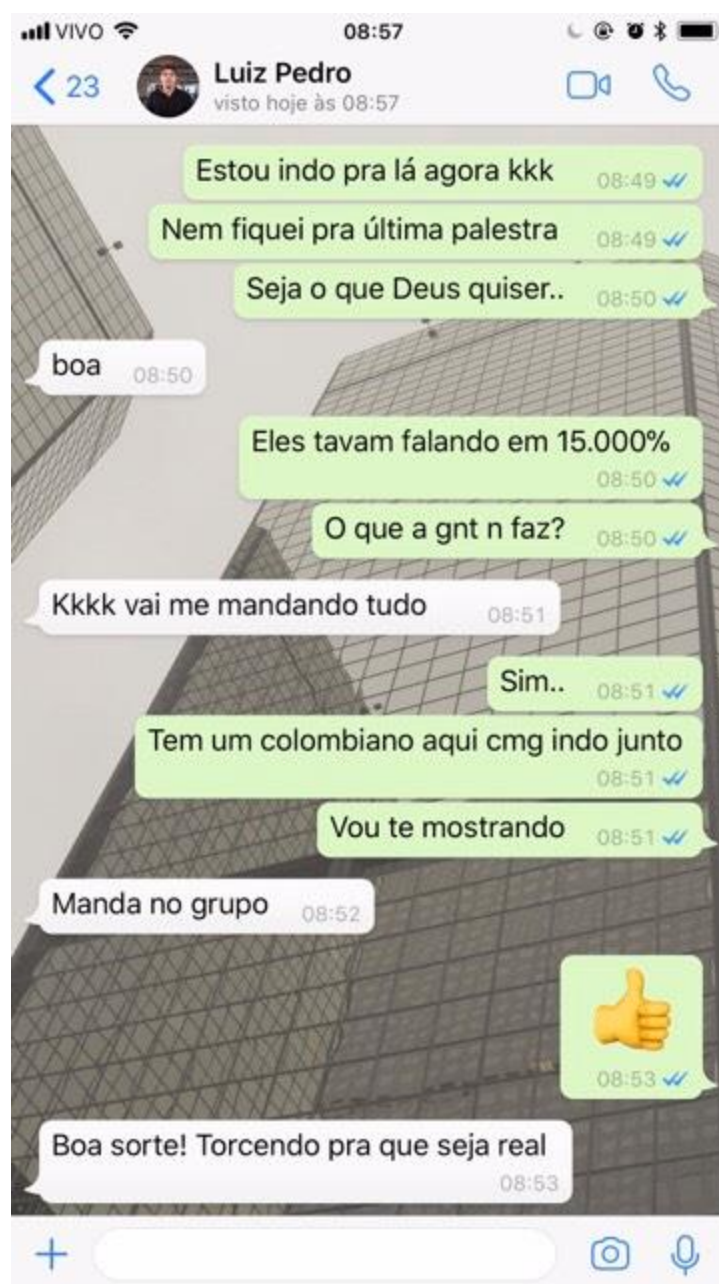 VIVO 08:57
23 Luiz Pedro
visto hoje às 08:57
Estou indo pra lá agora kkk 08:49
Nem fiquei pra última palestra 08:49
Seja o que Deus quiser.. 08:50
boa 08:50
Eles tavam falando em 15.000%
08:50
O que a gnt n faz? 08:50
Kkkk vai me mandando tudo 08:51
Sim.. 08:51
Tem um colombiano aqui cmg indo junto
08:51
Vou te mostrando 08:51
Manda no grupo 08:52
08:53
Boa sorte! Torcendo pra que seja real
08:53